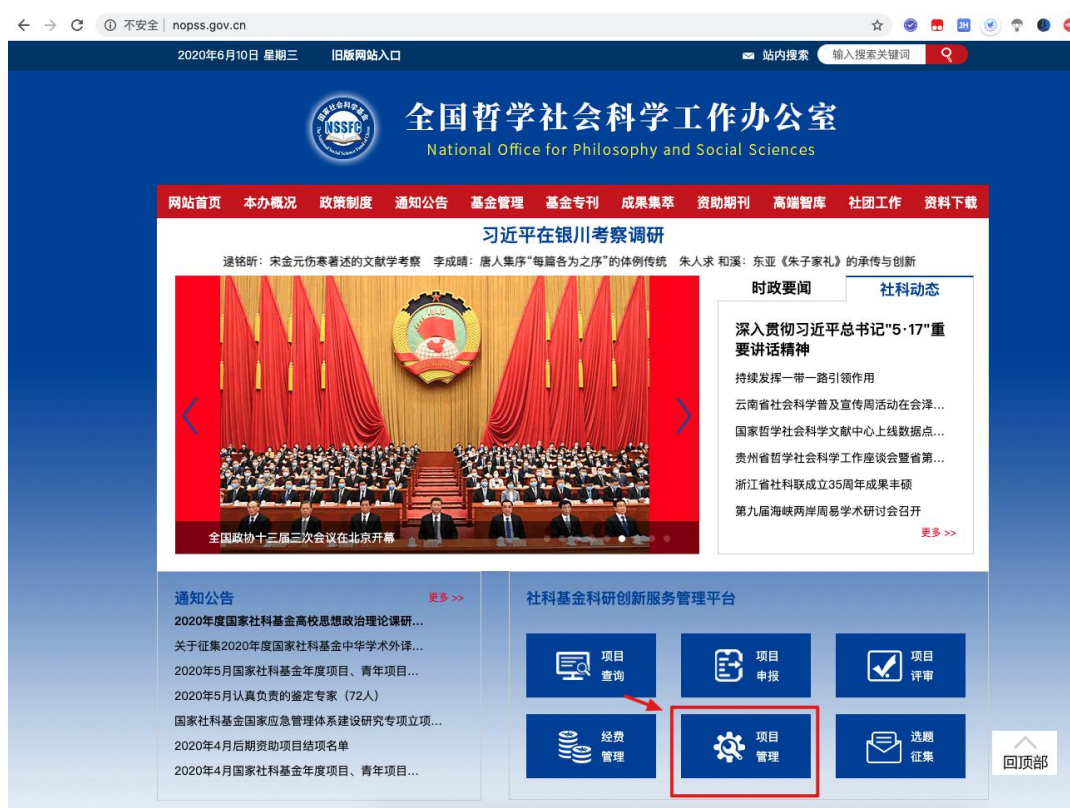 不安全 | nopss.gov.cn
2020年6月10日 星期三 旧版网站入口 站内搜索 输入搜索关键词
NSSFC
全国哲学社会科学工作办公室
National Office for Philosophy and Social Sciences
网站首页 本办概况 政策制度 通知公告 基金管理 基金专刊 成果集萃 资助期刊 高端智库 社团工作 资料下载
习近平在银川考察调研
逯铭昕：宋金元伤寒著述的文献学考察 李成晴：唐人集序“每篇各为之序”的体例传统 朱人求 和溪：东亚《朱子家礼》的承传与创新
1949
全国政协十三届三次会议在北京开幕
时政要闻 社科动态
深入贯彻习近平总书记"5·17"重
要讲话精神
持续发挥一带一路引领作用
云南省社会科学普及宣传周活动在会泽...
国家哲学社会科学文献中心上线数据点...
贵州省哲学社会科学工作座谈会暨省第...
浙江省社科联成立35周年成果丰硕
第九届海峡两岸周易学术研讨会召开
更多 >>
通知公告 更多 >>
2020年度国家社科基金高校思想政治理论课研...
关于征集2020年度国家社科基金中华学术外译...
2020年5月国家社科基金年度项目、青年项目...
2020年5月认真负责的鉴定专家（72人）
国家社科基金国家应急管理体系建设研究专项立项...
2020年4月后期资助项目结项名单
2020年4月国家社科基金年度项目、青年项目...
社科基金科研创新服务管理平台
项目
查询
项目
申报
项目
评审
经费
管理
项目
管理
选题
征集
回顶部